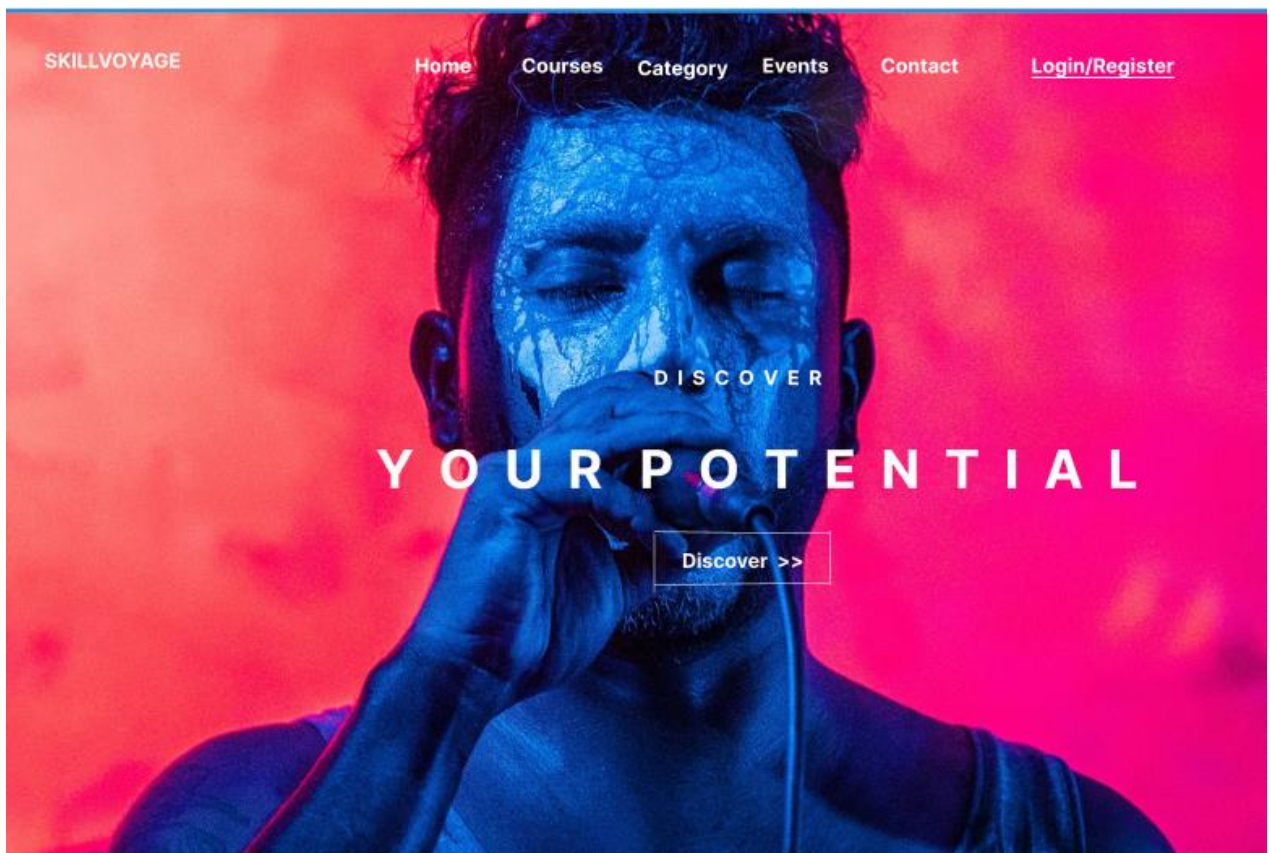 SKILLVOYAGE Home Courses Category Events Contact Login/Register
DISCOVER
YOUR POTENTIAL
Discover >>